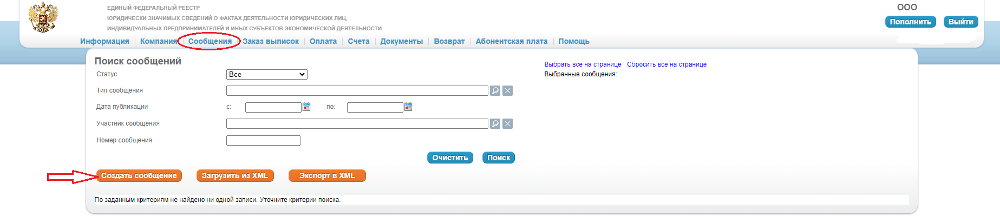 ЕДИНЫЙ ФЕДЕРАЛЬНЫЙ РЕЕСТР
ЮРИДИЧЕСКИ ЗНАЧИМЫХ СВЕДЕНИЙ О ФАКТАХ ДЕЯТЕЛЬНОСТИ ЮРИДИЧЕСКИХ ЛИЦ,
ИНДИВИДУАЛЬНЫХ ПРЕДПРИНИМАТЕЛЕЙ И ИНЫХ СУБЪЕКТОВ ЭКОНОМИЧЕСКОЙ ДЕЯТЕЛЬНОСТИ
ООО
Пополнить Выйти
Информация Компания Сообщения Заказ выписок Оплата Счета Документы Возврат Абонентская плата Помощь
Поиск сообщений
Выбрать все на странице Сбросить все на странице
Статус Все Выбранные сообщения:
Тип сообщения
Дата публикации с: по:
Участник сообщения
Номер сообщения
Очистить Поиск
Создать сообщение Загрузить из XML Экспорт в XML
По заданным критериям не найдено ни одной записи. Уточните критерии поиска.